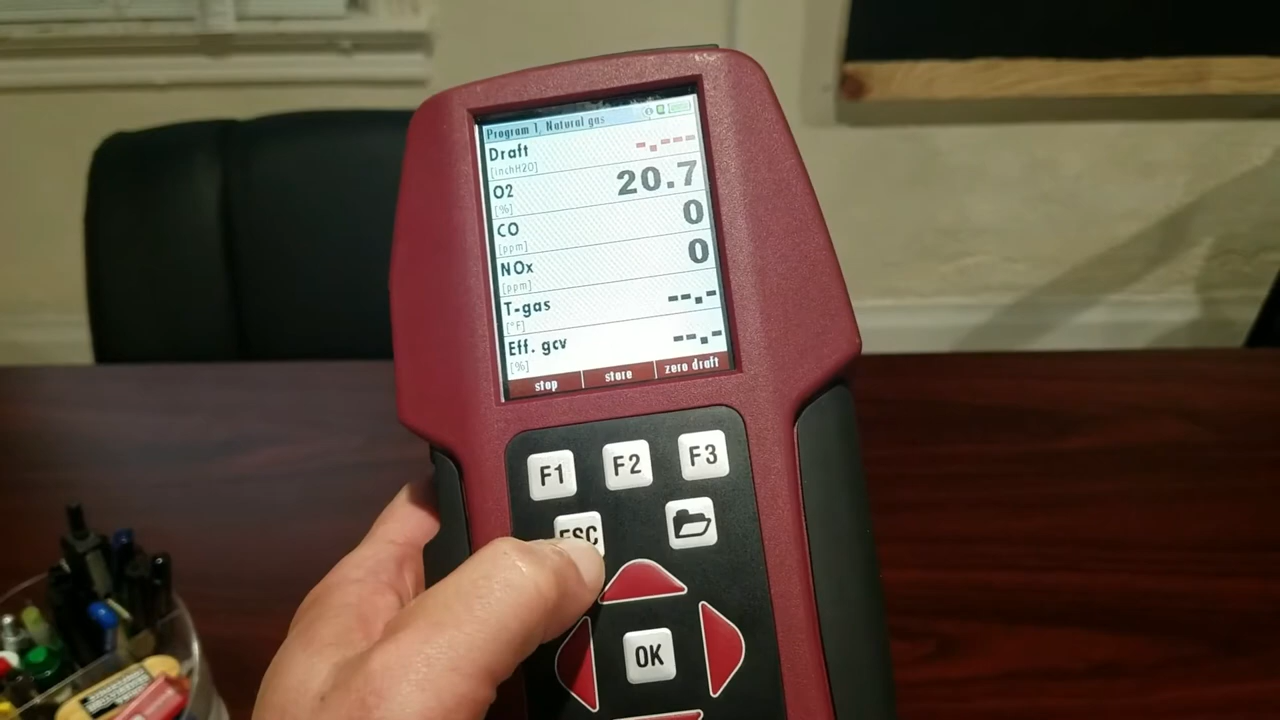 Program 1, Natural gas
Draft -.---
[inchH2O]
O2 20.7
[%]
CO 0
[ppm]
NOx 0
[ppm]
T-gas --.-
[°F]
Eff. gcv --.-
[%]
stop store zero draft
F1 F2 F3
ESC
OK